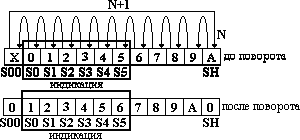 N+1
N
X 0 1 2 3 4 5 6 7 8 9 A до поворота
S00 S0 S1 S2 S3 S4 S5 SH
индикация
0 1 2 3 4 5 6 7 8 9 A 0 после поворота
S00 S0 S1 S2 S3 S4 S5 SH
индикация